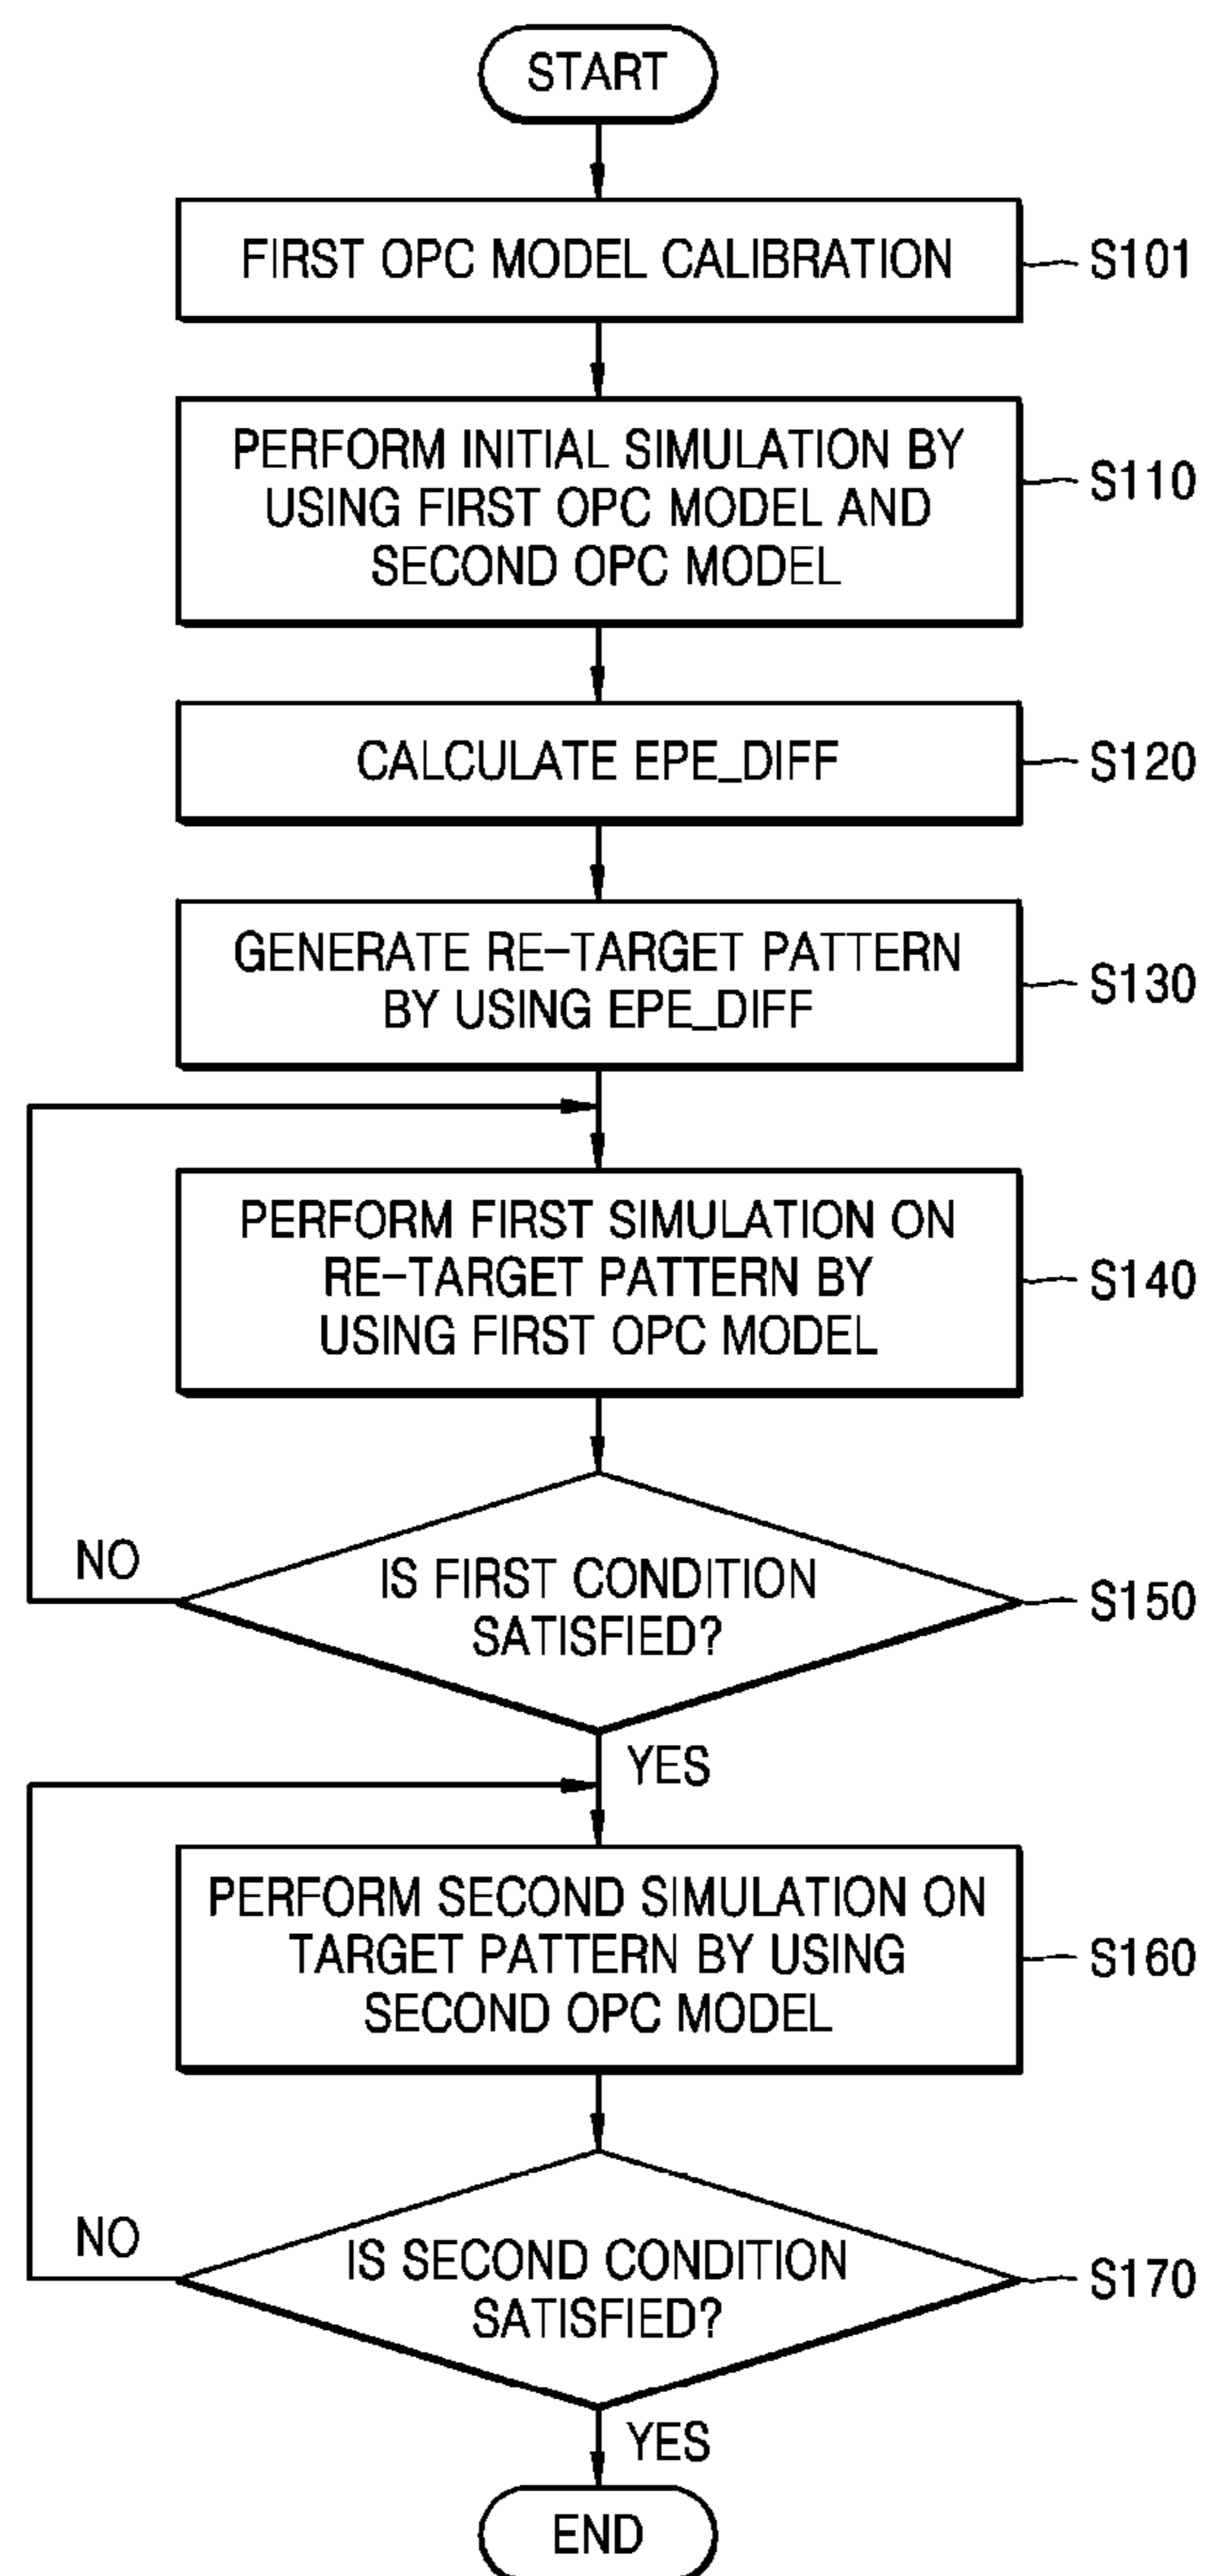 START
FIRST OPC MODEL CALIBRATION
S101
PERFORM INITIAL SIMULATION BY
USING FIRST OPC MODEL AND
SECOND OPC MODEL
S110
CALCULATE EPE_DIFF
S120
GENERATE RE-TARGET PATTERN
BY USING EPE_DIFF
S130
PERFORM FIRST SIMULATION ON
RE-TARGET PATTERN BY
USING FIRST OPC MODEL
S140
NO
IS FIRST CONDITION
SATISFIED?
S150
YES
PERFORM SECOND SIMULATION ON
TARGET PATTERN BY USING
SECOND OPC MODEL
S160
NO
IS SECOND CONDITION
SATISFIED?
S170
YES
END